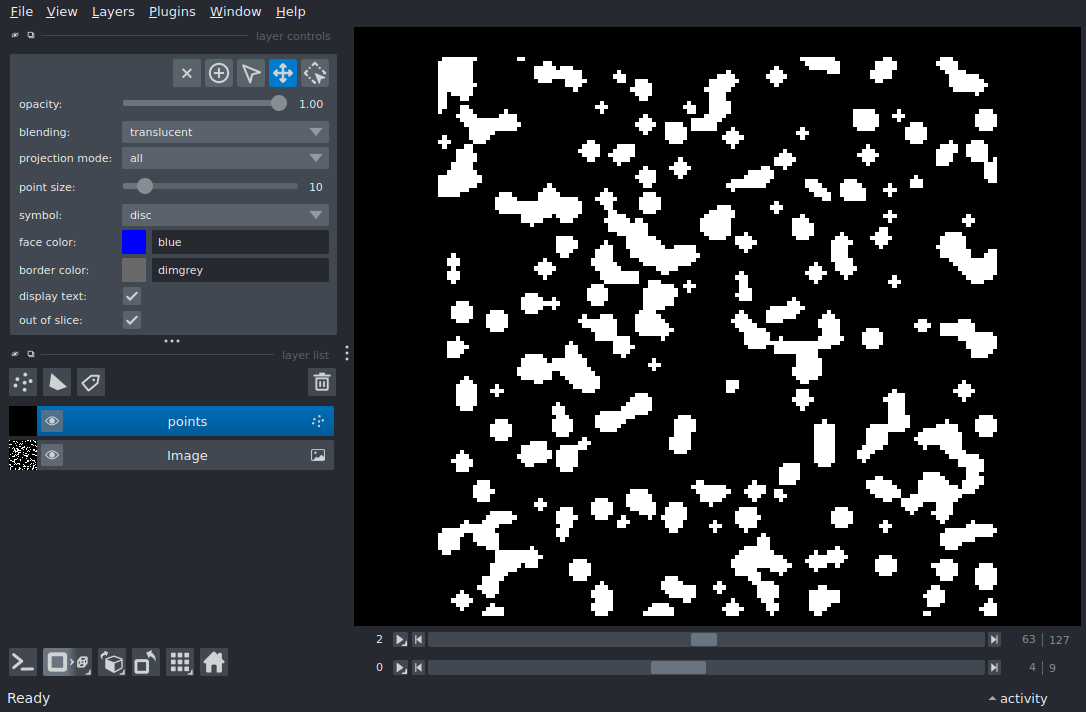 File View Layers Plugins Window Help
layer controls
opacity: 1.00
blending: translucent
projection mode: all
point size: 10
symbol: disc
face color: blue
border color: dimgrey
display text:
out of slice:
layer list
points
Image
2 63 127
0 4 9
Ready activity